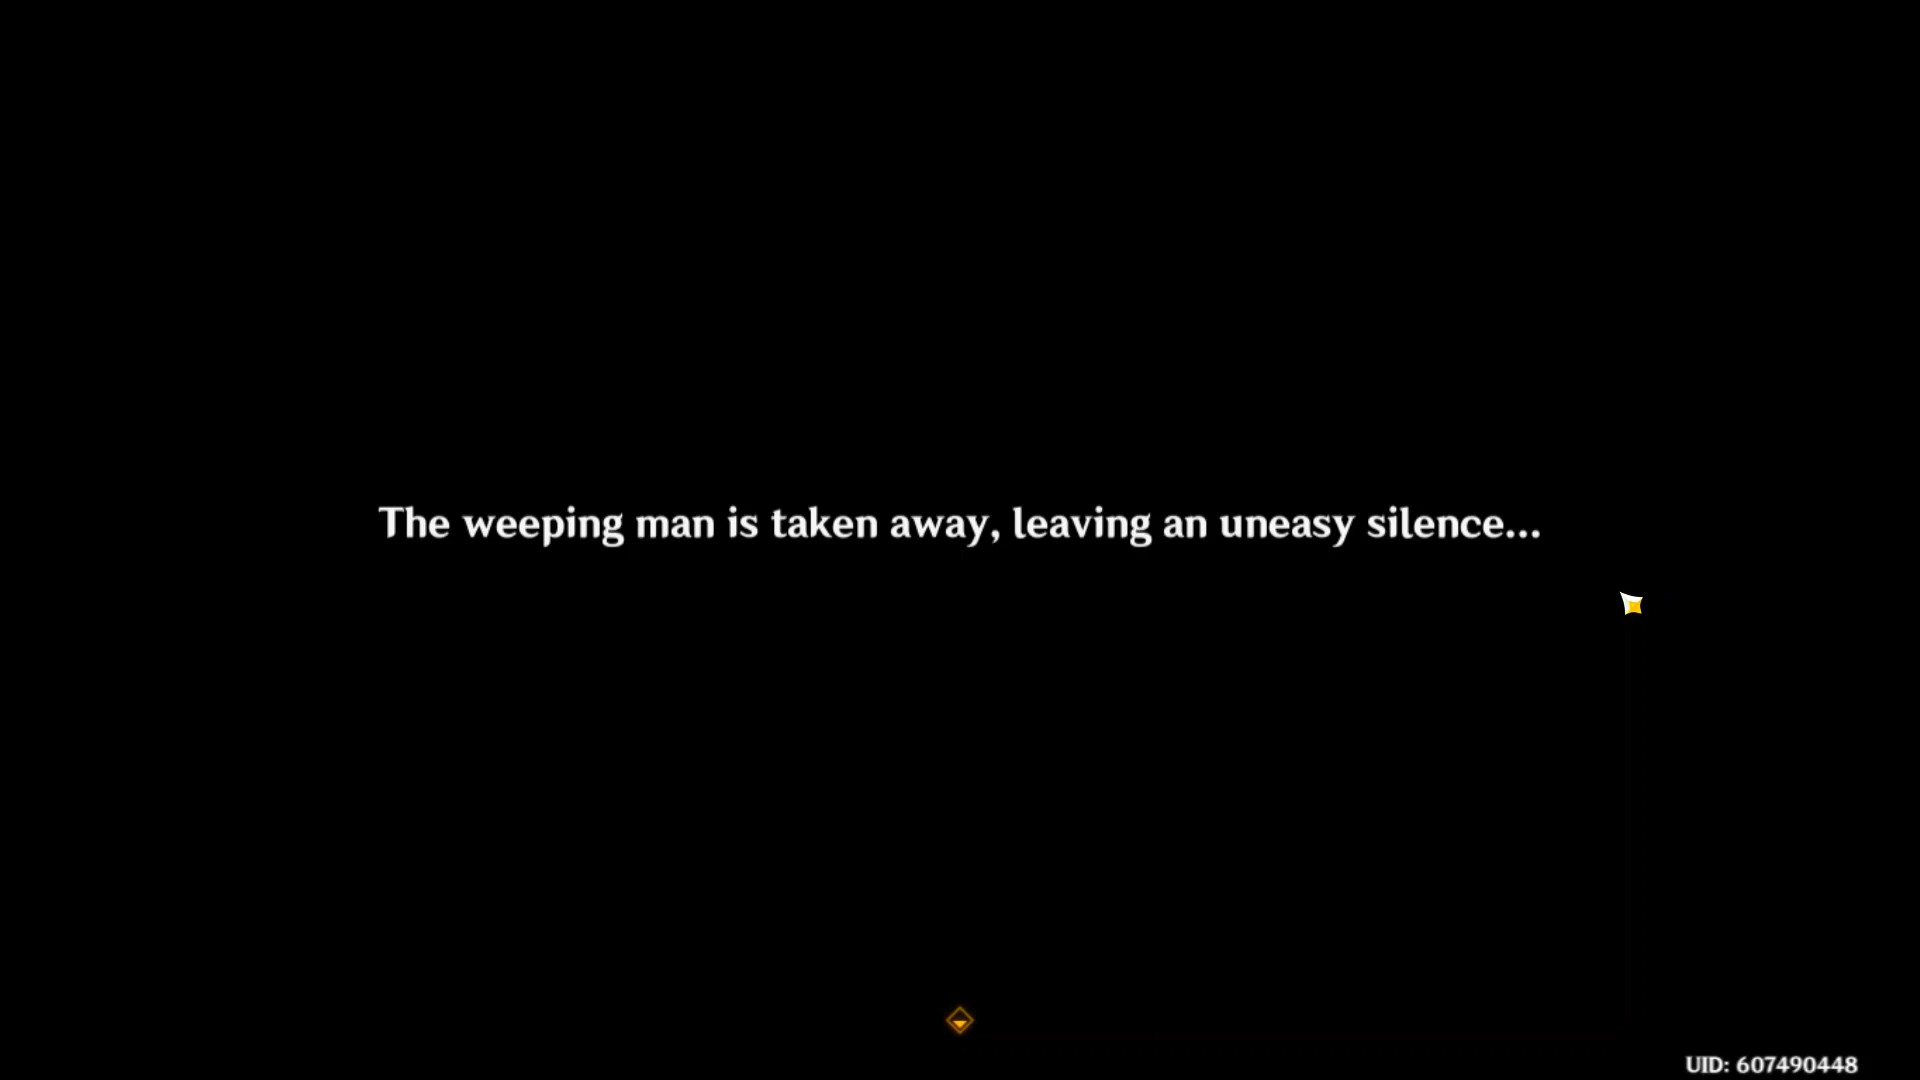 The weeping man is taken away, leaving an uneasy silence...
UID: 607490448